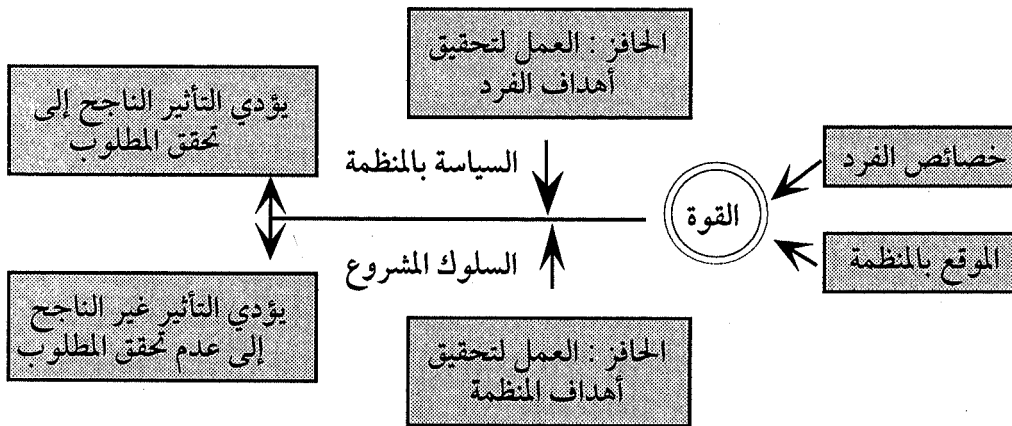 الحافز : العمل لتحقيق
أهداف الفرد
خصائص الفرد
الموقع بالمنظمة
القوة
السياسة بالمنظمة
السلوك المشروع
الحافز : العمل لتحقيق
أهداف المنظمة
يؤدي التأثير الناجح إلى
تحقق المطلوب
يؤدي التأثير غير الناجح
إلى عدم تحقق المطلوب